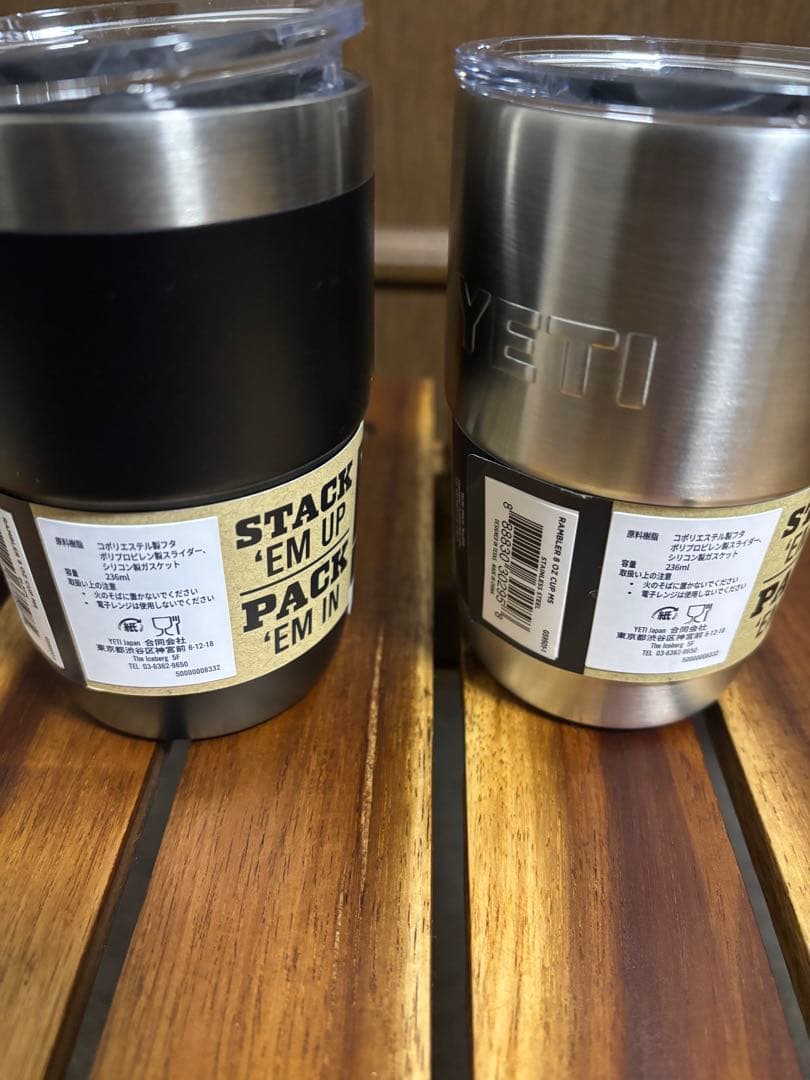 STACK
'EM UP
PACK
'EM IN
原料樹脂 コポリエステル製フタ
ポリプロピレン製スライダー、
シリコン製ガスケット
容量 236ml
取扱い上の注意
• 火のそばに置かないでください
• 電子レンジは使用しないでください
紙
YETI Japan 合同会社
東京都渋谷区神宮前 6-12-18
The Iceberg 5F
TEL 03-6362-9650
50000008332
YETI
RAMBLER 8 OZ CUP MS
STAINLESS STEEL
原料樹脂 コポリエステル製フタ
ポリプロピレン製スライダー、
シリコン製ガスケット
容量 236ml
取扱い上の注意
• 火のそばに置かないでください
• 電子レンジは使用しないでください
紙
YETI Japan 合同会社
東京都渋谷区神宮前 6-12-18
The Iceberg 5F
TEL 03-6362-9650
50000008332